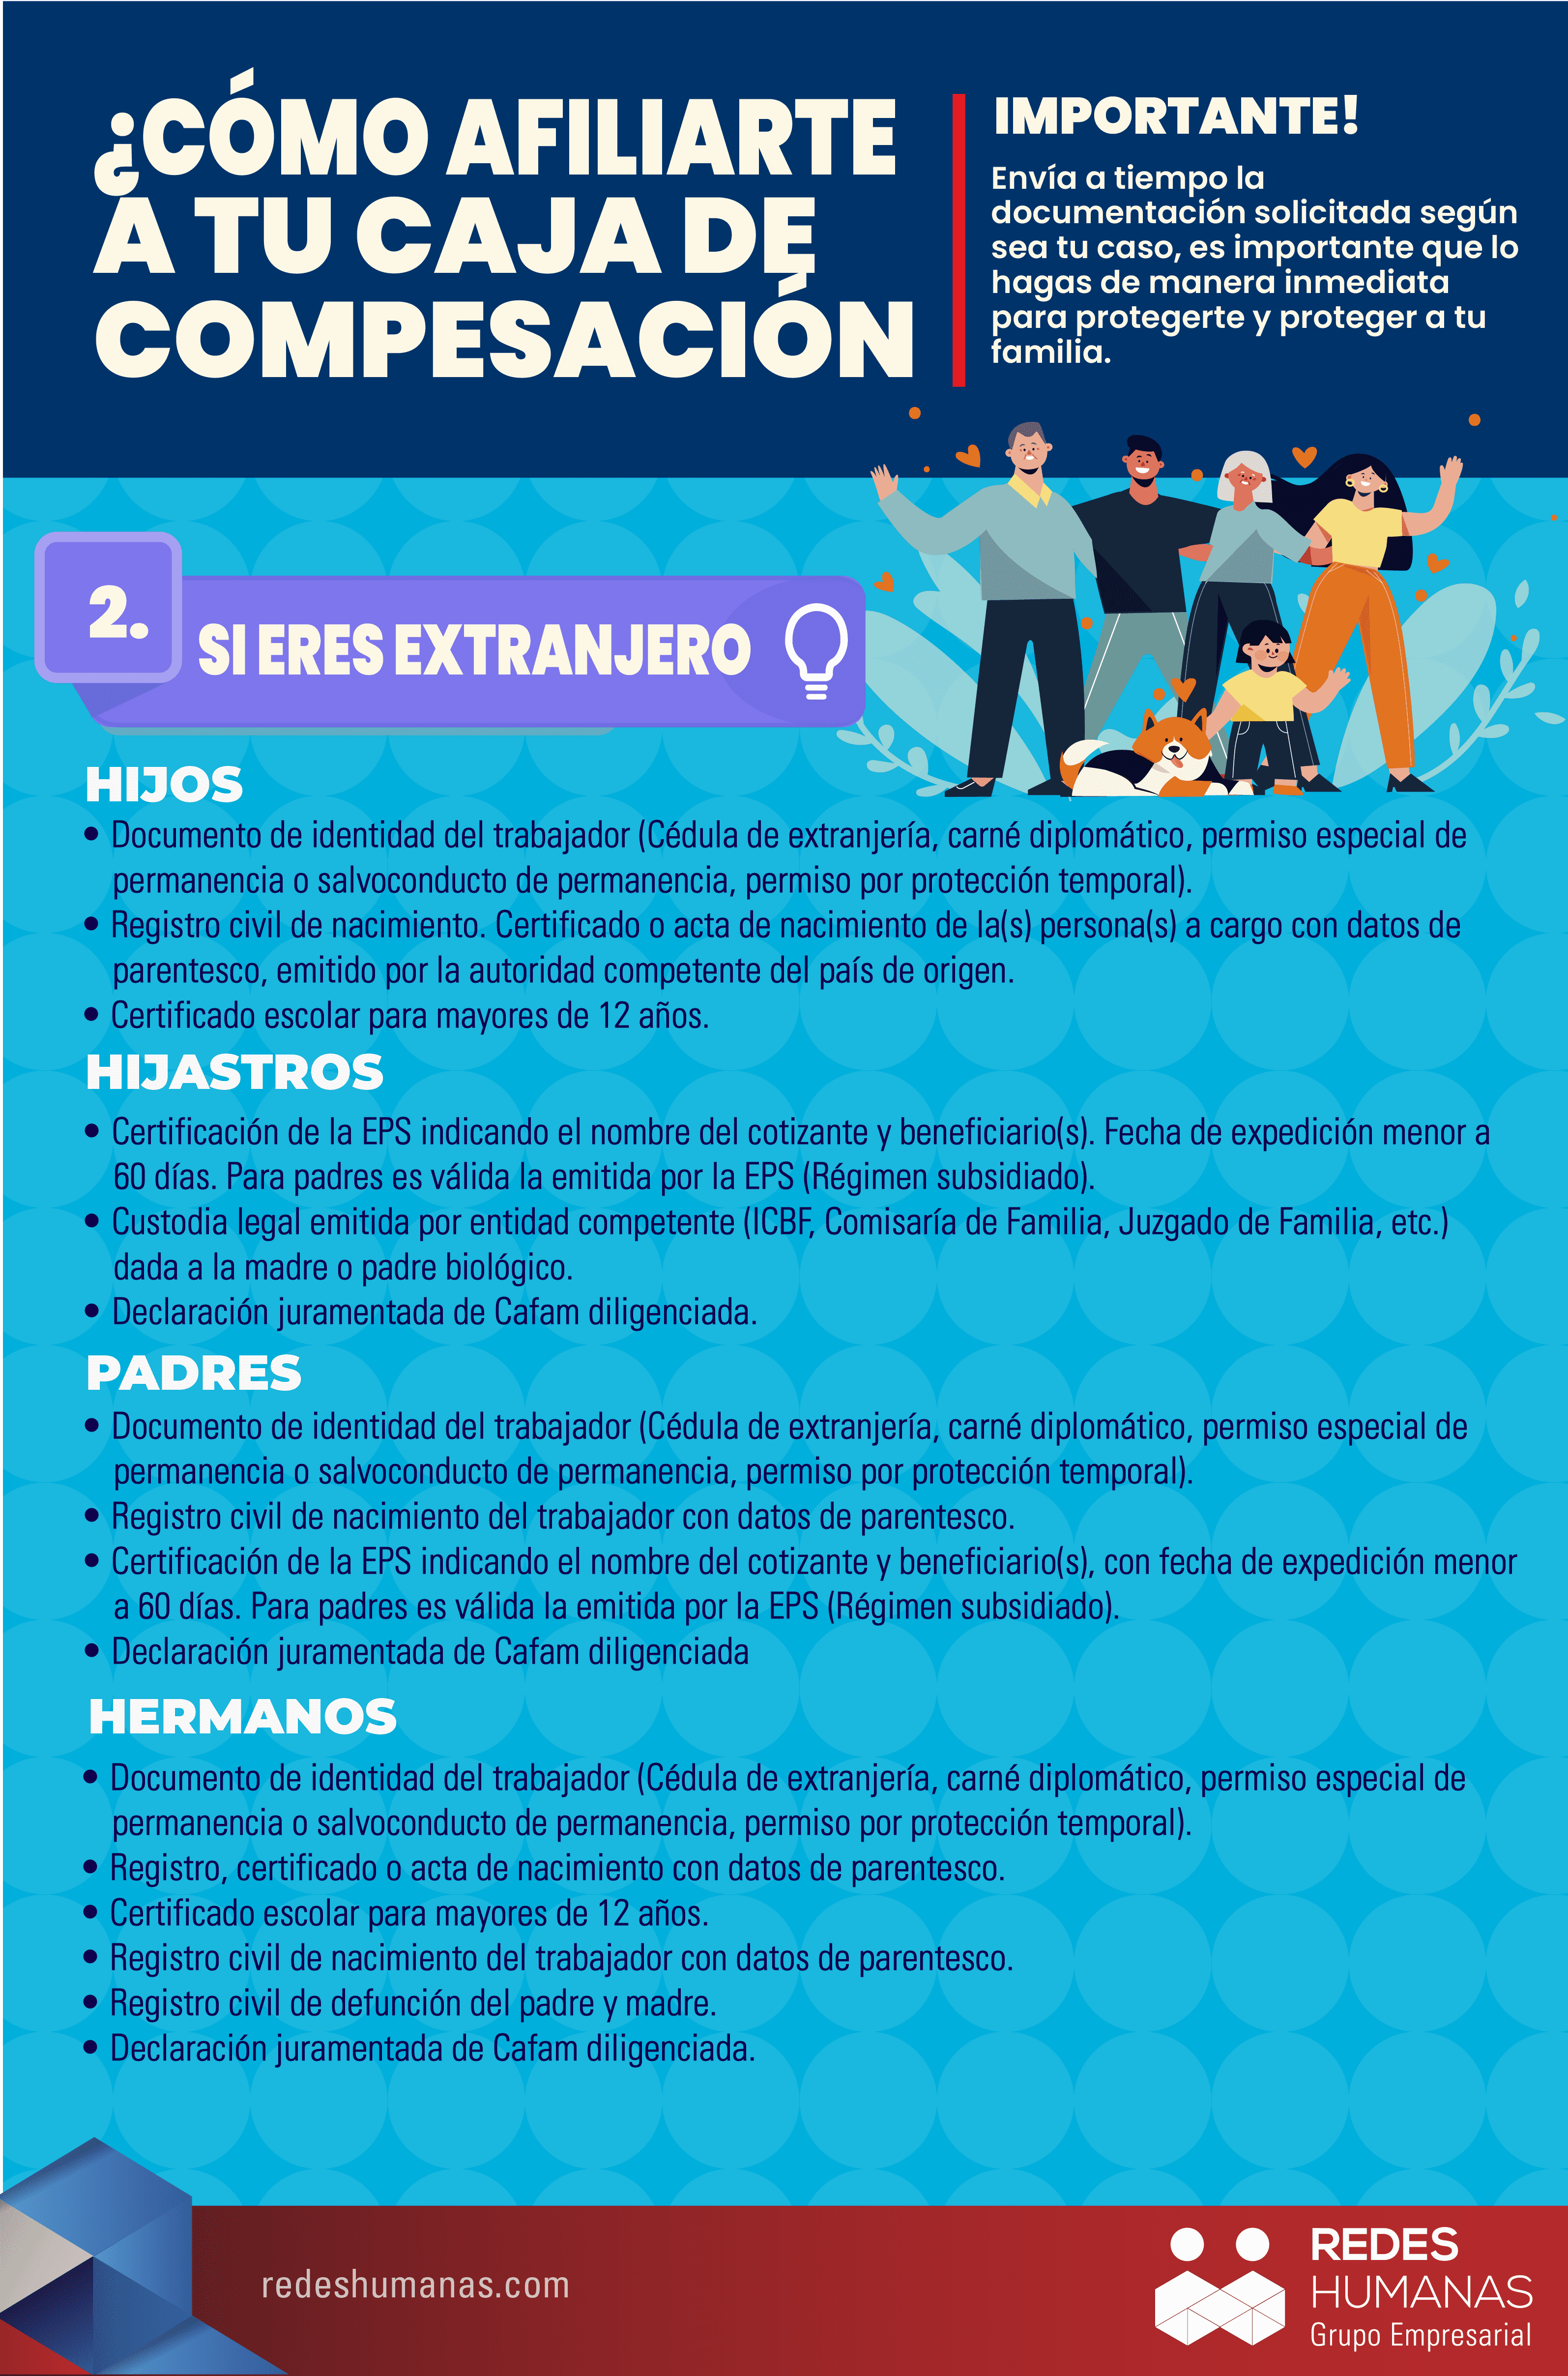 ¿CÓMO AFILIARTE
A TU CAJA DE
COMPESACIÓN
IMPORTANTE!
Envía a tiempo la
documentación solicitada según
sea tu caso, es importante que lo
hagas de manera inmediata
para protegerte y proteger a tu
familia.
2.
SI ERES EXTRANJERO
HIJOS
• Documento de identidad del trabajador (Cédula de extranjería, carné diplomático, permiso especial de
permanencia o salvoconducto de permanencia, permiso por protección temporal).
• Registro civil de nacimiento. Certificado o acta de nacimiento de la(s) persona(s) a cargo con datos de
parentesco, emitido por la autoridad competente del país de origen.
• Certificado escolar para mayores de 12 años.
HIJASTROS
• Certificación de la EPS indicando el nombre del cotizante y beneficiario(s). Fecha de expedición menor a
60 días. Para padres es válida la emitida por la EPS (Régimen subsidiado).
• Custodia legal emitida por entidad competente (ICBF, Comisaría de Familia, Juzgado de Familia, etc.)
dada a la madre o padre biológico.
• Declaración juramentada de Cafam diligenciada.
PADRES
• Documento de identidad del trabajador (Cédula de extranjería, carné diplomático, permiso especial de
permanencia o salvoconducto de permanencia, permiso por protección temporal).
• Registro civil de nacimiento del trabajador con datos de parentesco.
• Certificación de la EPS indicando el nombre del cotizante y beneficiario(s), con fecha de expedición menor
a 60 días. Para padres es válida la emitida por la EPS (Régimen subsidiado).
• Declaración juramentada de Cafam diligenciada
HERMANOS
• Documento de identidad del trabajador (Cédula de extranjería, carné diplomático, permiso especial de
permanencia o salvoconducto de permanencia, permiso por protección temporal).
• Registro, certificado o acta de nacimiento con datos de parentesco.
• Certificado escolar para mayores de 12 años.
• Registro civil de nacimiento del trabajador con datos de parentesco.
• Registro civil de defunción del padre y madre.
• Declaración juramentada de Cafam diligenciada.
redeshumanas.com
REDES
HUMANAS
Grupo Empresarial